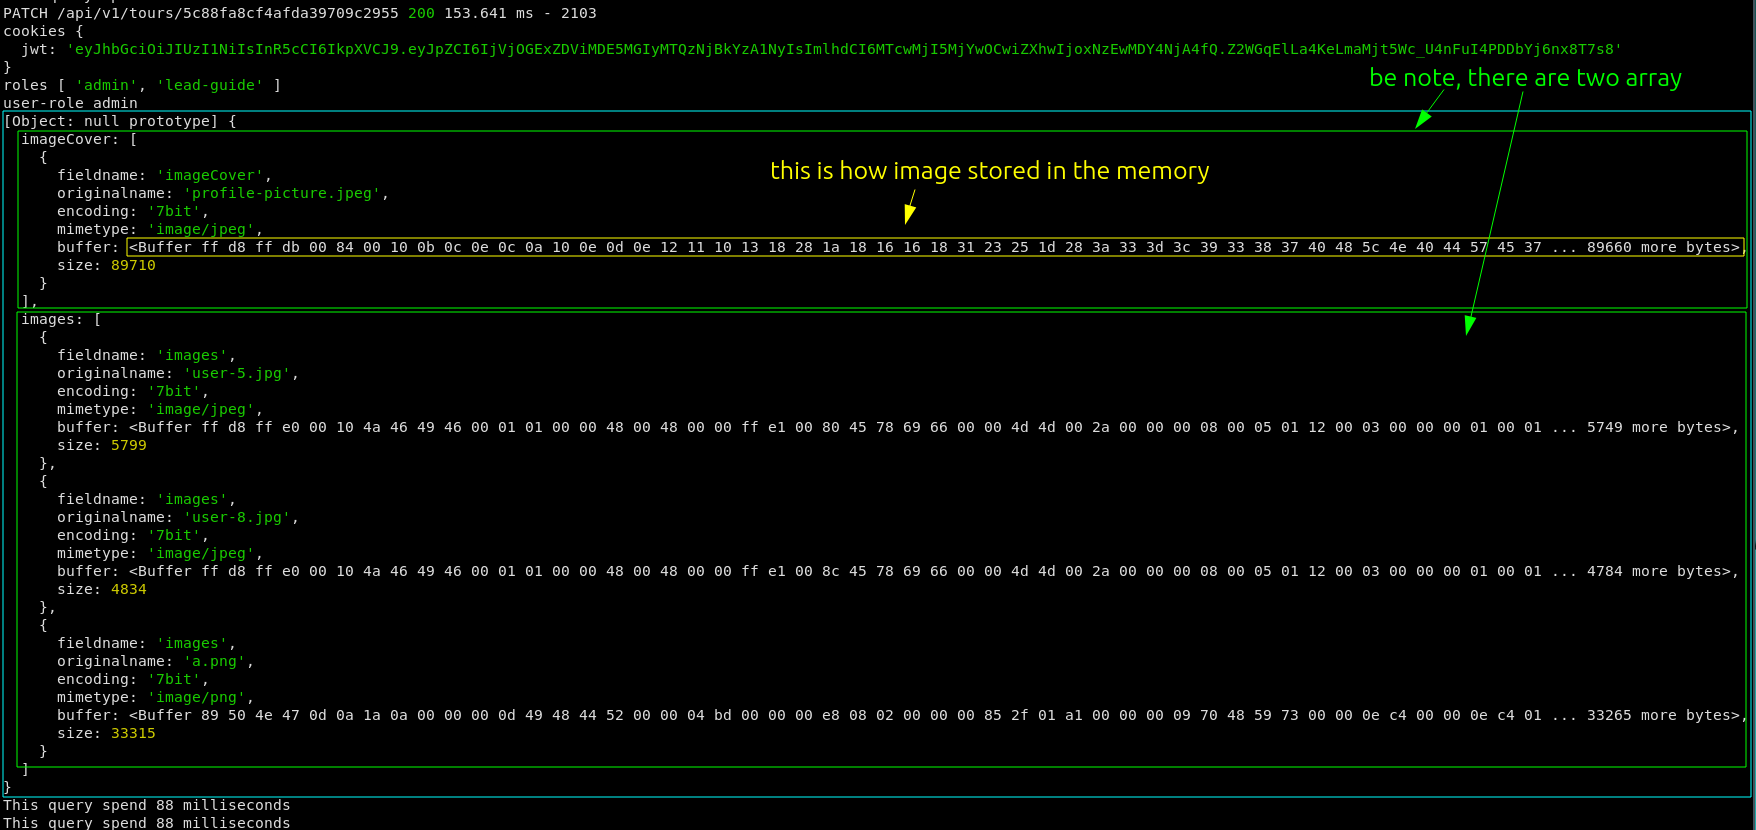 PATCH /api/v1/tours/5c88fa8cf4afda39709c2955 200 153.641 ms - 2103
cookies {
jwt: 'eyJhbGciOiJIUzI1NiIsInR5cCI6IkpXVCJ9.eyJpZCI6IjVjOGExZDViMDE5MGIyMTQzNjBkYzA1NyIsImlhdCI6MTcwMjI5MjYwOCwiZXhwIjoxNzEwMDY4NjA4fQ.Z2WGqElLa4KeLmaMjt5Wc_U4nFuI4PDDbYj6nx8T7s8'
}
be note, there are two array
roles [ 'admin', 'lead-guide' ]
user-role admin
[Object: null prototype] {
imageCover: [
{
this is how image stored in the memory
fieldname: 'imageCover',
originalname: 'profile-picture.jpeg',
encoding: '7bit',
mimetype: 'image/jpeg',
buffer: <Buffer ff d8 ff db 00 84 00 10 0b 0c 0e 0c 0a 10 0e 0d 0e 12 11 10 13 18 28 1a 18 16 16 18 31 23 25 1d 28 3a 33 3d 3c 39 33 38 37 40 48 5c 4e 40 44 57 45 37 ... 89660 more bytes>,
size: 89710
}
],
images: [
{
fieldname: 'images',
originalname: 'user-5.jpg',
encoding: '7bit',
mimetype: 'image/jpeg',
buffer: <Buffer ff d8 ff e0 00 10 4a 46 49 46 00 01 01 00 00 48 00 48 00 00 ff e1 00 80 45 78 69 66 00 00 4d 4d 00 2a 00 00 00 08 00 05 01 12 00 03 00 00 00 01 00 01 ... 5749 more bytes>,
size: 5799
},
{
fieldname: 'images',
originalname: 'user-8.jpg',
encoding: '7bit',
mimetype: 'image/jpeg',
buffer: <Buffer ff d8 ff e0 00 10 4a 46 49 46 00 01 01 00 00 48 00 48 00 00 ff e1 00 8c 45 78 69 66 00 00 4d 4d 00 2a 00 00 00 08 00 05 01 12 00 03 00 00 00 01 00 01 ... 4784 more bytes>,
size: 4834
},
{
fieldname: 'images',
originalname: 'a.png',
encoding: '7bit',
mimetype: 'image/png',
buffer: <Buffer 89 50 4e 47 0d 0a 1a 0a 00 00 00 0d 49 48 44 52 00 00 04 bd 00 00 00 e8 08 02 00 00 00 85 2f 01 a1 00 00 00 09 70 48 59 73 00 00 0e c4 00 00 0e c4 01 ... 33265 more bytes>,
size: 33315
}
]
}
This query spend 88 milliseconds
This query spend 88 milliseconds